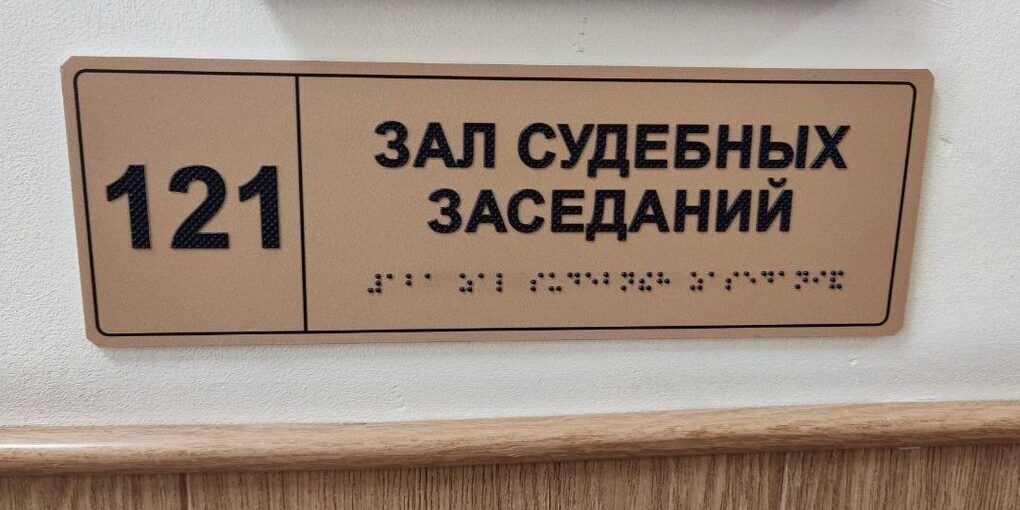 121
ЗАЛ СУДЕБНЫХ
ЗАСЕДАНИЙ
⠼⠁⠃⠁ ⠵⠁⠇ ⠎⠥⠙⠑⠃⠝⠮⠓ ⠵⠁⠎⠑⠙⠁⠝⠊⠯